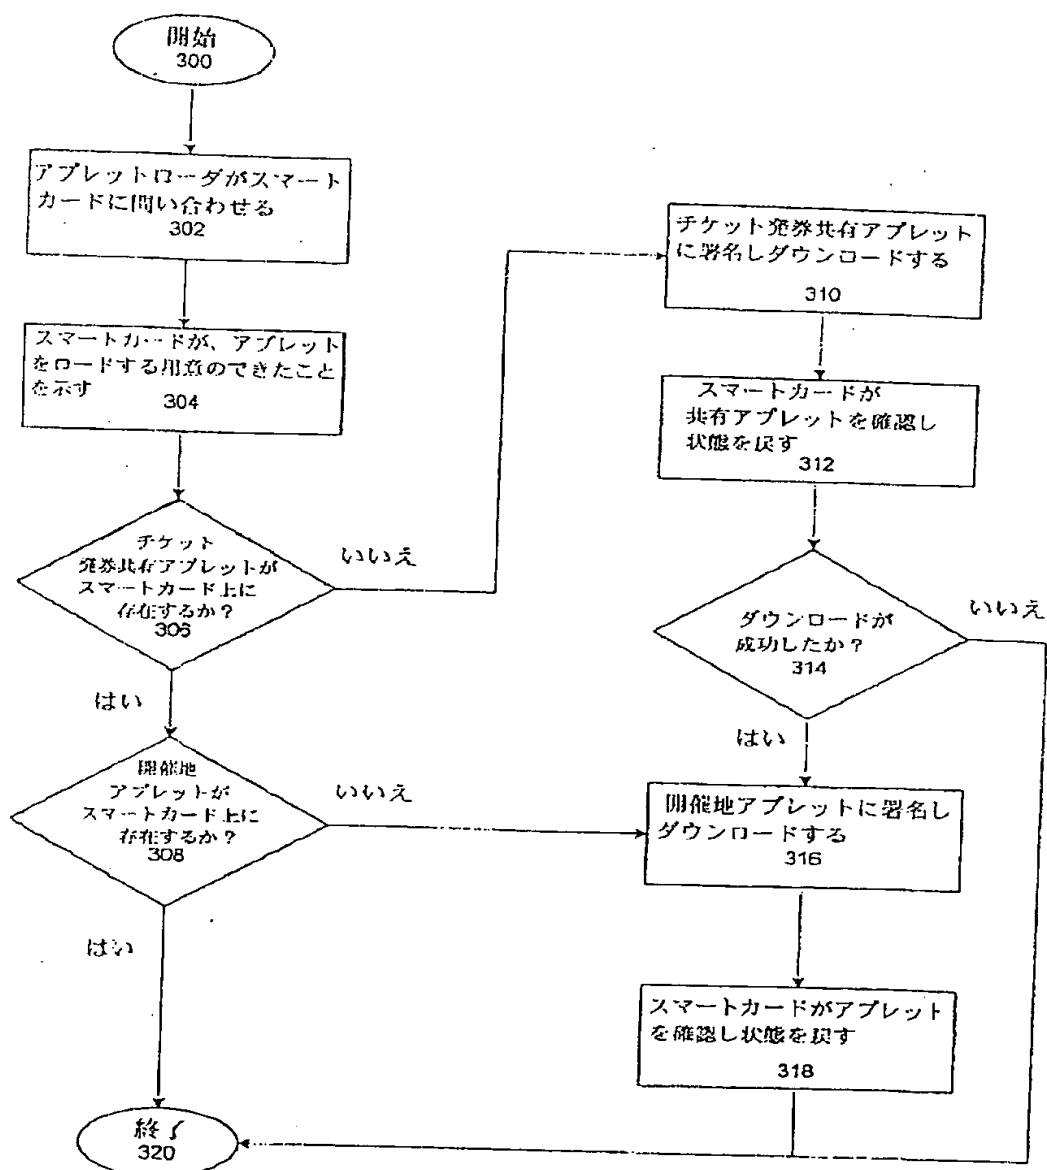 開始
300
アプレットローダがスマート
カードに問い合わせる
302
スマートカードが、アプレット
をロードする用意のできたこと
を示す
304
チケット
発券共有アプレットが
スマートカード上に
存在するか？
306
いいえ
はい
開催地
アプレットが
スマートカード上に
存在するか？
308
いいえ
はい
チケット発券共有アプレット
に署名しダウンロードする
310
スマートカードが
共有アプレットを確認し
状態を戻す
312
ダウンロードが
成功したか？
314
いいえ
はい
開催地アプレットに署名し
ダウンロードする
316
スマートカードがアプレット
を確認し状態を戻す
318
終了
320